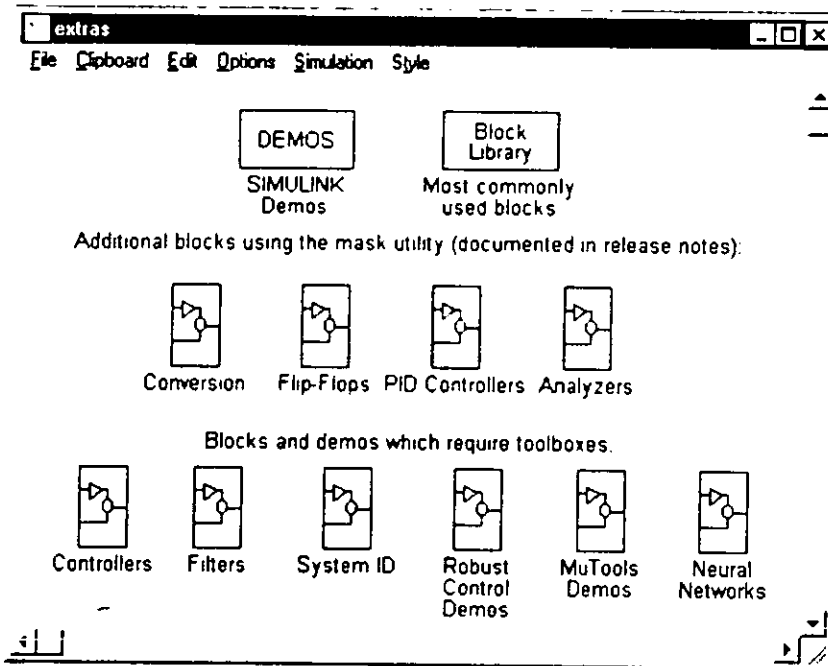 extras
File Clipboard Edit Options Simulation Style
DEMOS
SIMULINK
Demos
Block
Library
Most commonly
used blocks
Additional blocks using the mask utility (documented in release notes):
Conversion
Flip-Flops
PID Controllers
Analyzers
Blocks and demos which require toolboxes.
Controllers
Filters
System ID
Robust
Control
Demos
MuTools
Demos
Neural
Networks